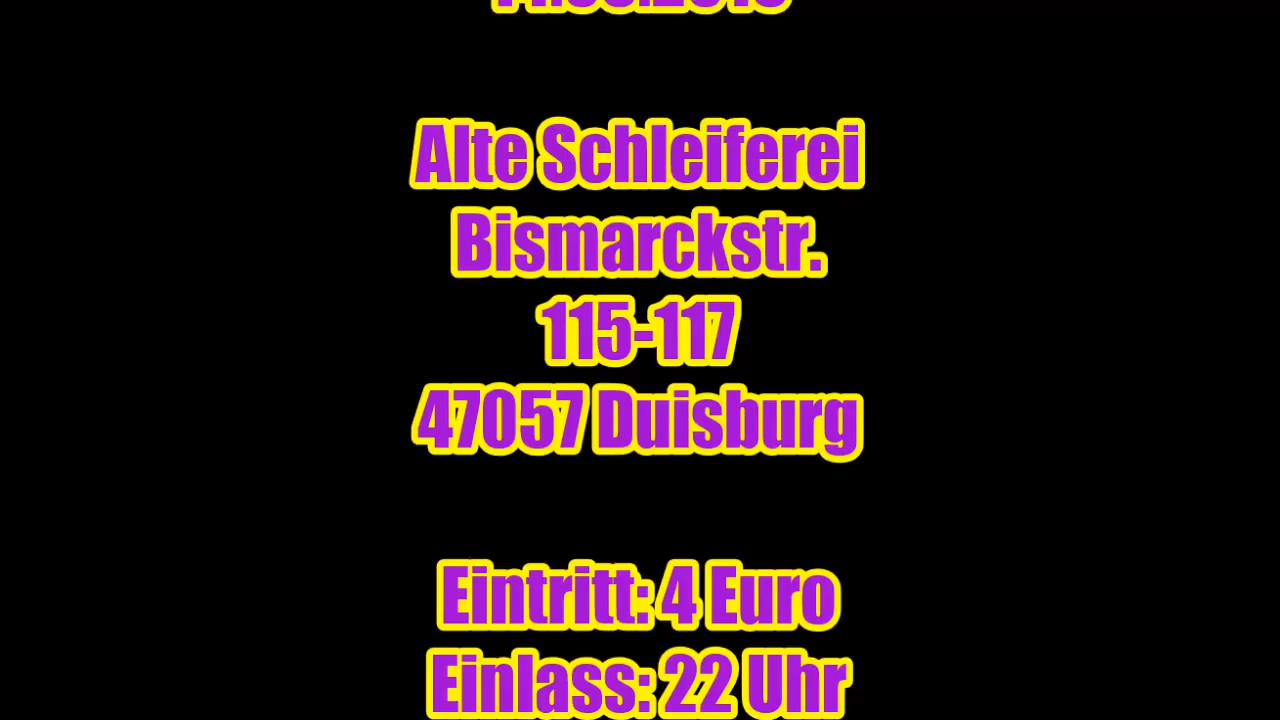 Alte Schleiferei
Bismarckstr.
115-117
47057 Duisburg
Eintritt: 4 Euro
Einlass: 22 Uhr